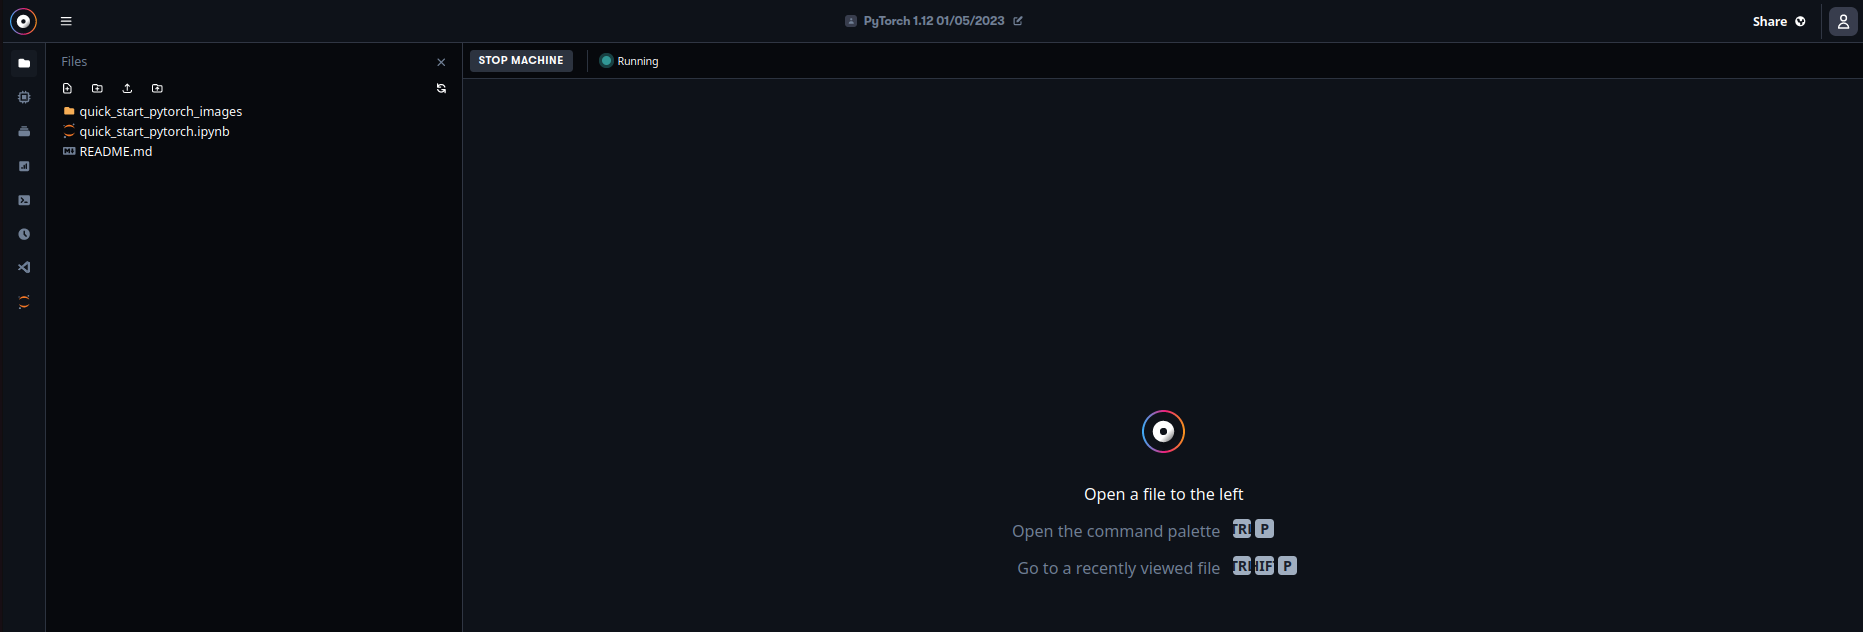 PyTorch 1.12 01/05/2023
Share
Files
STOP MACHINE
Running
quick_start_pytorch_images
quick_start_pytorch.ipynb
README.md
Open a file to the left
Open the command palette TRL P
Go to a recently viewed file TRL HIF P